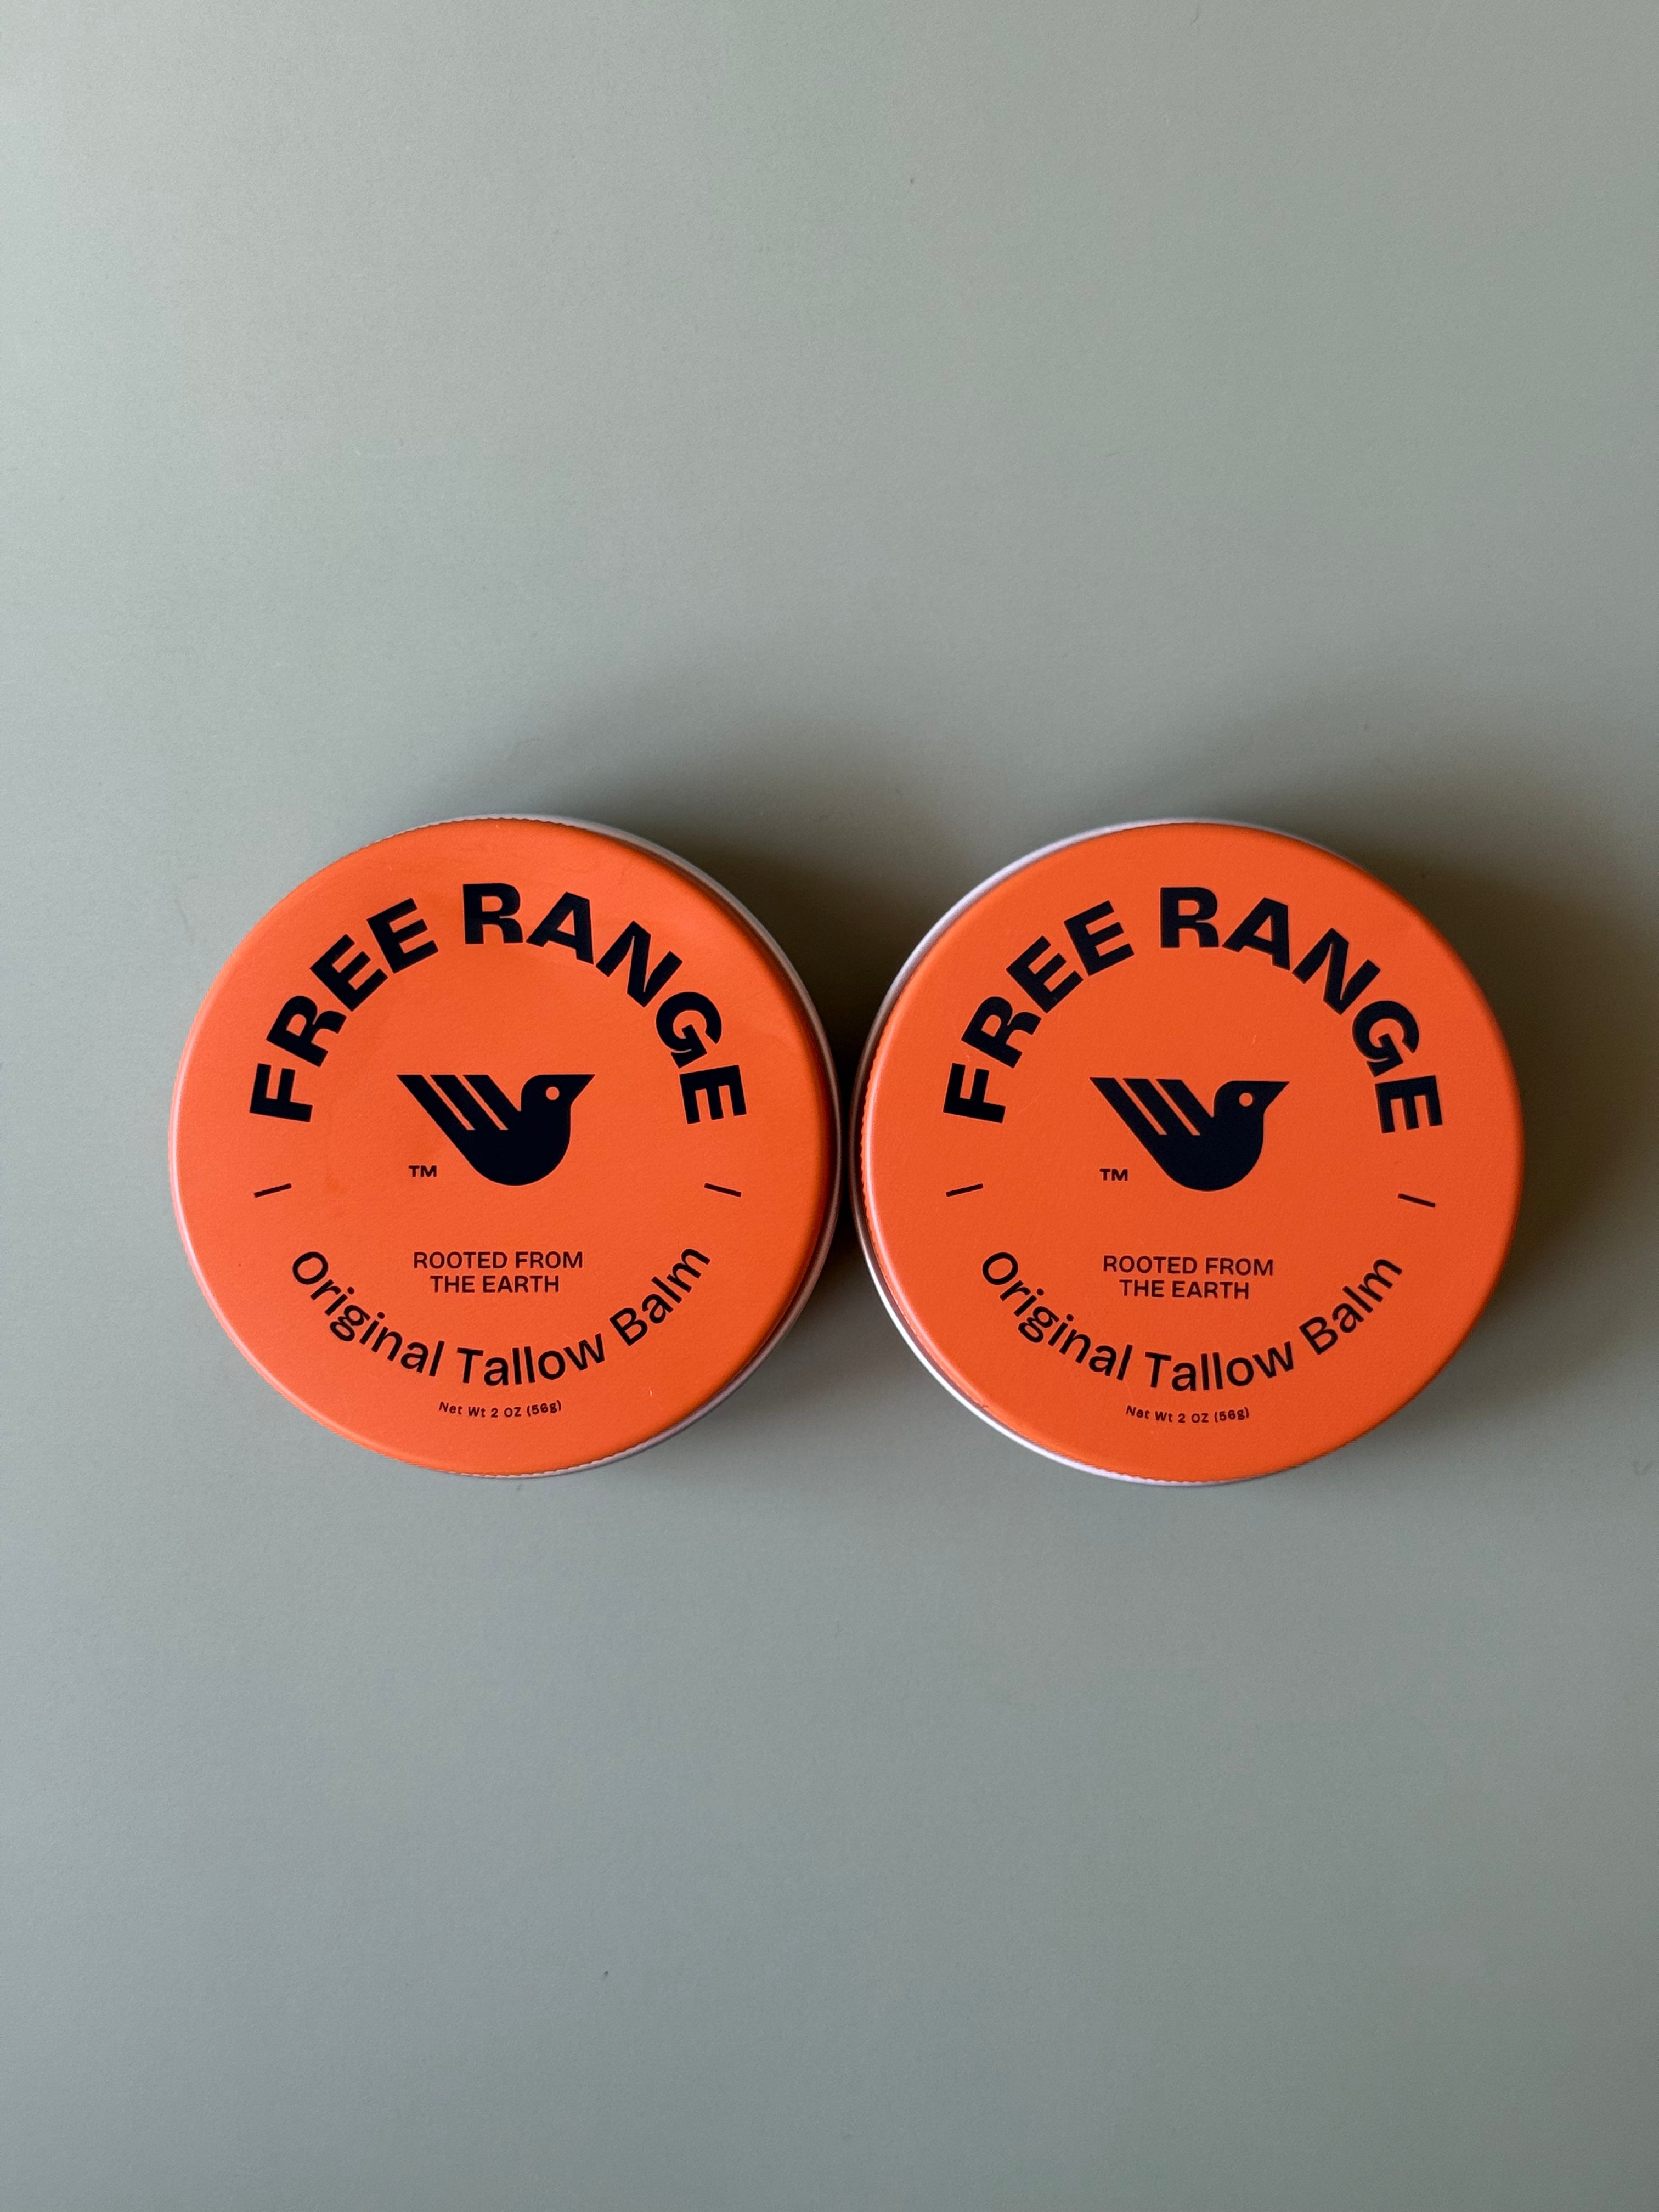 FREE RANGE
TM
ROOTED FROM
THE EARTH
Original Tallow Balm
Net Wt 2 OZ (56g)
FREE RANGE
TM
ROOTED FROM
THE EARTH
Original Tallow Balm
Net Wt 2 OZ (56g)